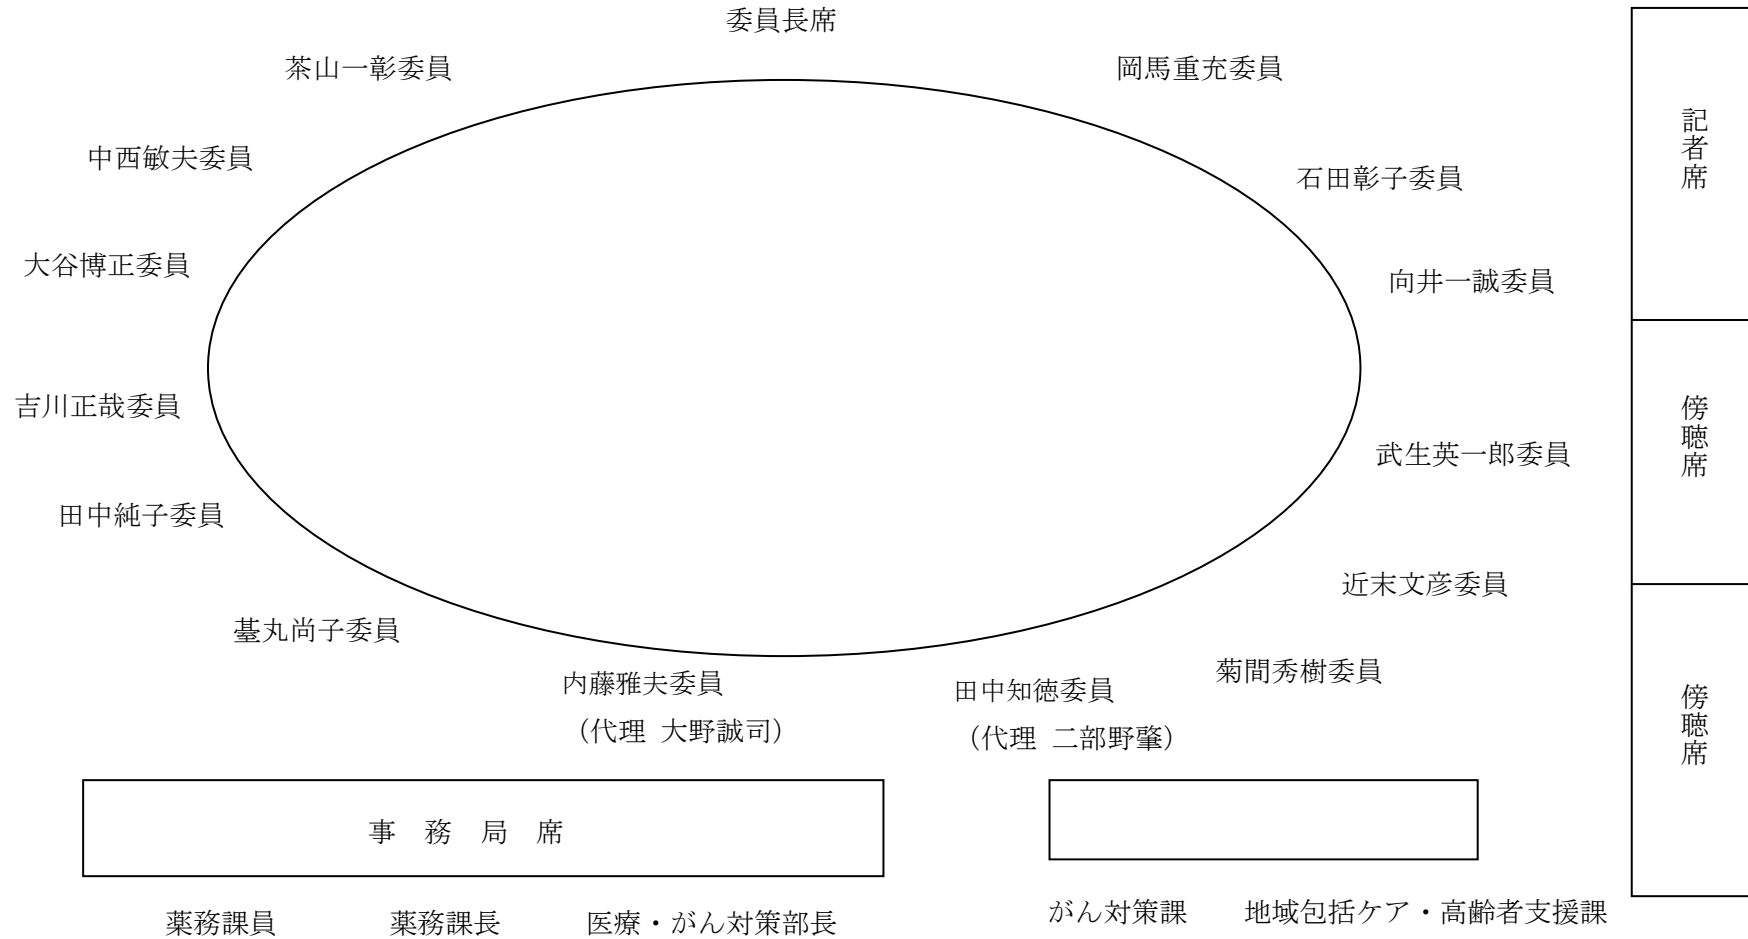 委員長席
茶山一彰委員
岡馬重充委員
中西敏夫委員
石田彰子委員
大谷博正委員
向井一誠委員
吉川正哉委員
武生英一郎委員
田中純子委員
近末文彦委員
基丸尚子委員
菊間秀樹委員
内藤雅夫委員
（代理 大野誠司）
田中知徳委員
（代理 二部野肇）
事 務 局 席
薬務課員 薬務課長 医療・がん対策部長
がん対策課 地域包括ケア・高齢者支援課
記者席
傍聴席
傍聴席